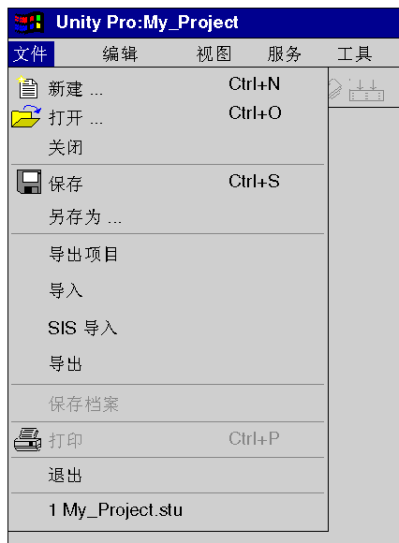 Unity Pro:My_Project
文件 编辑 视图 服务 工具
新建 ... Ctrl+N
打开 ... Ctrl+O
关闭
保存 Ctrl+S
另存为 ...
导出项目
导入
SIS 导入
导出
保存档案
打印 Ctrl+P
退出
1 My_Project.stu